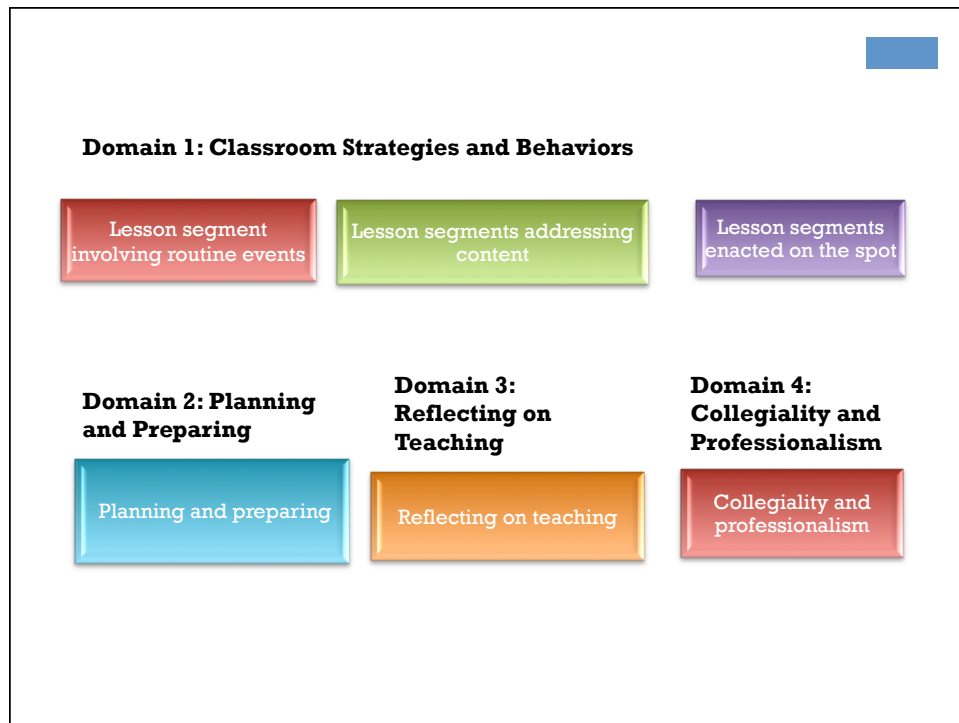 Domain 1: Classroom Strategies and Behaviors
Lesson segment
involving routine events
Lesson segments addressing
content
Lesson segments
enacted on the spot
Domain 2: Planning
and Preparing
Domain 3:
Reflecting on
Teaching
Domain 4:
Collegiality and
Professionalism
Planning and preparing
Reflecting on teaching
Collegiality and
professionalism